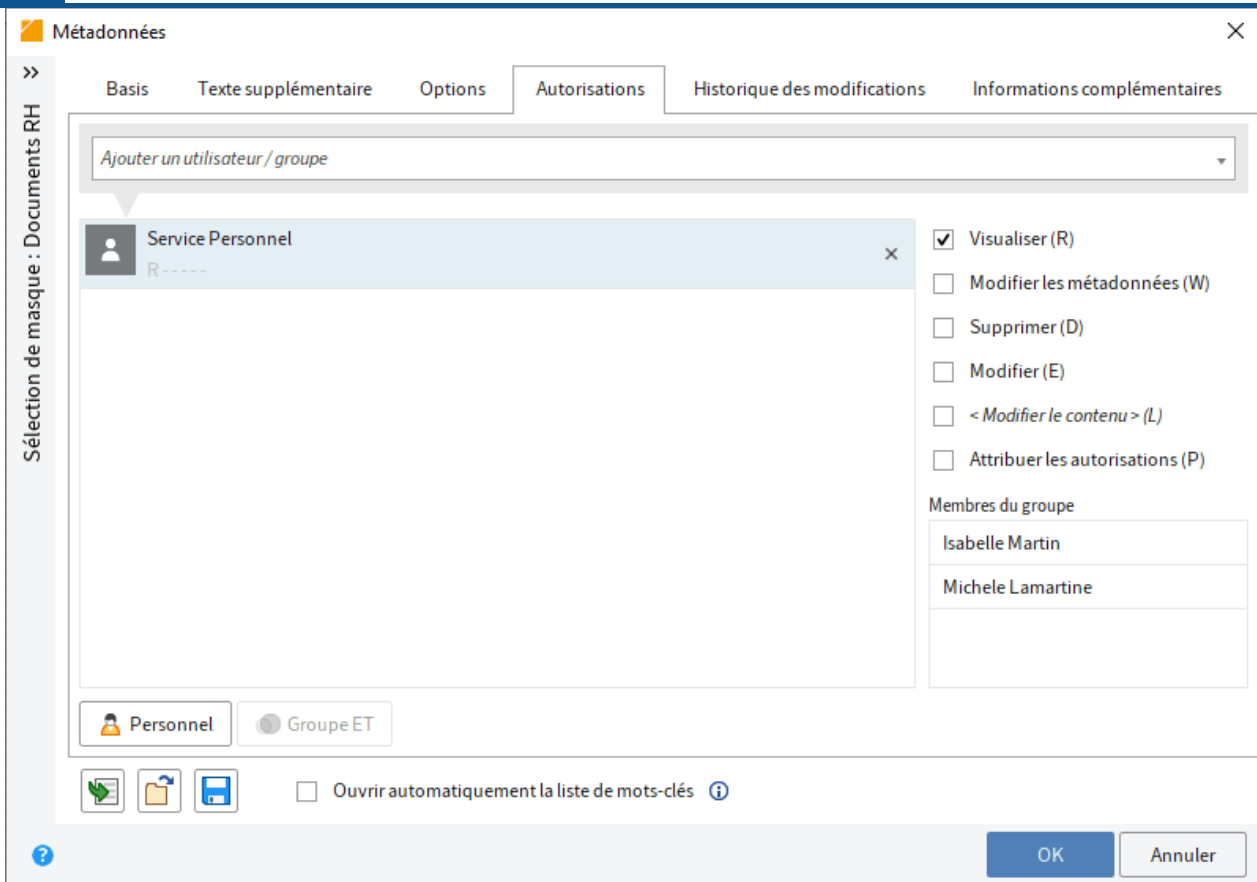 Métadonnées
Sélection de masque : Documents RH
Basis Texte supplémentaire Options Autorisations Historique des modifications Informations complémentaires
Ajouter un utilisateur / groupe
Service Personnel
R - - - - -
Visualiser (R)
Modifier les métadonnées (W)
Supprimer (D)
Modifier (E)
< Modifier le contenu > (L)
Attribuer les autorisations (P)
Membres du groupe
Isabelle Martin
Michele Lamartine
Personnel Groupe ET
Ouvrir automatiquement la liste de mots-clés
OK Annuler